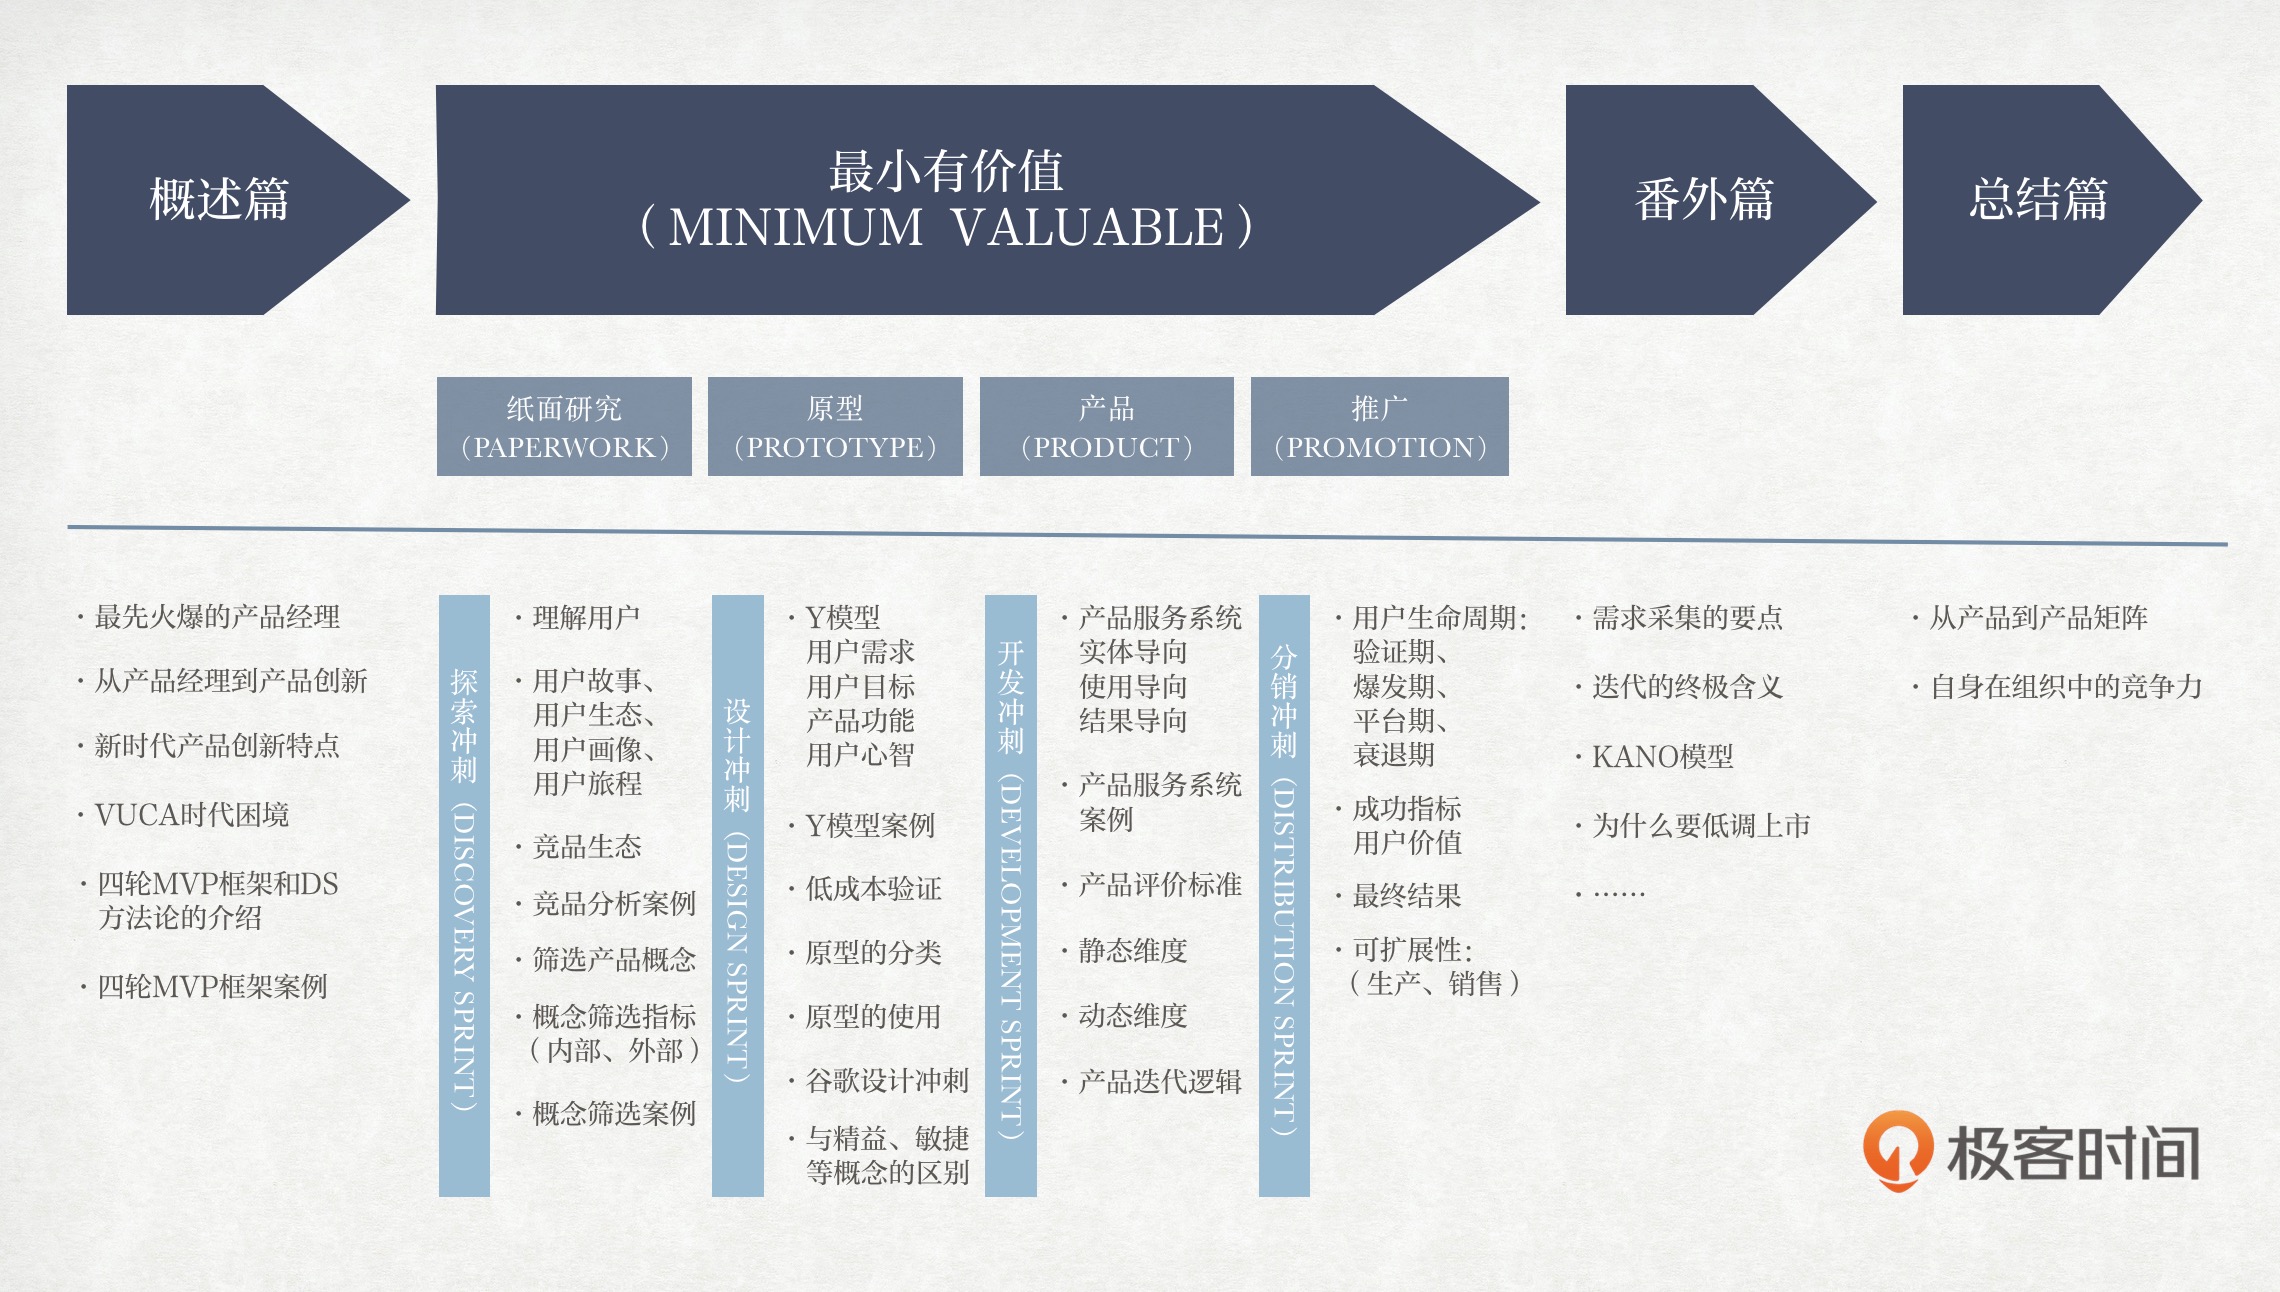 概述篇
最小有价值
（MINIMUM VALUABLE）
番外篇
总结篇
纸面研究
（PAPERWORK）
原型
（PROTOTYPE）
产品
（PRODUCT）
推广
（PROMOTION）
· 最先火爆的产品经理
· 从产品经理到产品创新
· 新时代产品创新特点
· VUCA时代困境
· 四轮MVP框架和DS
方法论的介绍
· 四轮MVP框架案例
探索冲刺（DISCOVERY SPRINT）
· 理解用户
· 用户故事、
用户生态、
用户画像、
用户旅程
· 竞品生态
· 竞品分析案例
· 筛选产品概念
· 概念筛选指标
（内部、外部）
· 概念筛选案例
设计冲刺（DESIGN SPRINT）
· Y模型
用户需求
用户目标
产品功能
用户心智
· Y模型案例
· 低成本验证
· 原型的分类
· 原型的使用
· 谷歌设计冲刺
· 与精益、敏捷
等概念的区别
开发冲刺（DEVELOPMENT SPRINT）
· 产品服务系统
实体导向
使用导向
结果导向
· 产品服务系统
案例
· 产品评价标准
· 静态维度
· 动态维度
· 产品迭代逻辑
分销冲刺（DISTRIBUTION SPRINT）
· 用户生命周期：
验证期、
爆发期、
平台期、
衰退期
· 成功指标
用户价值
· 最终结果
· 可扩展性：
（生产、销售）
· 需求采集的要点
· 迭代的终极含义
· KANO模型
· 为什么要低调上市
· ……
· 从产品到产品矩阵
· 自身在组织中的竞争力
极客时间